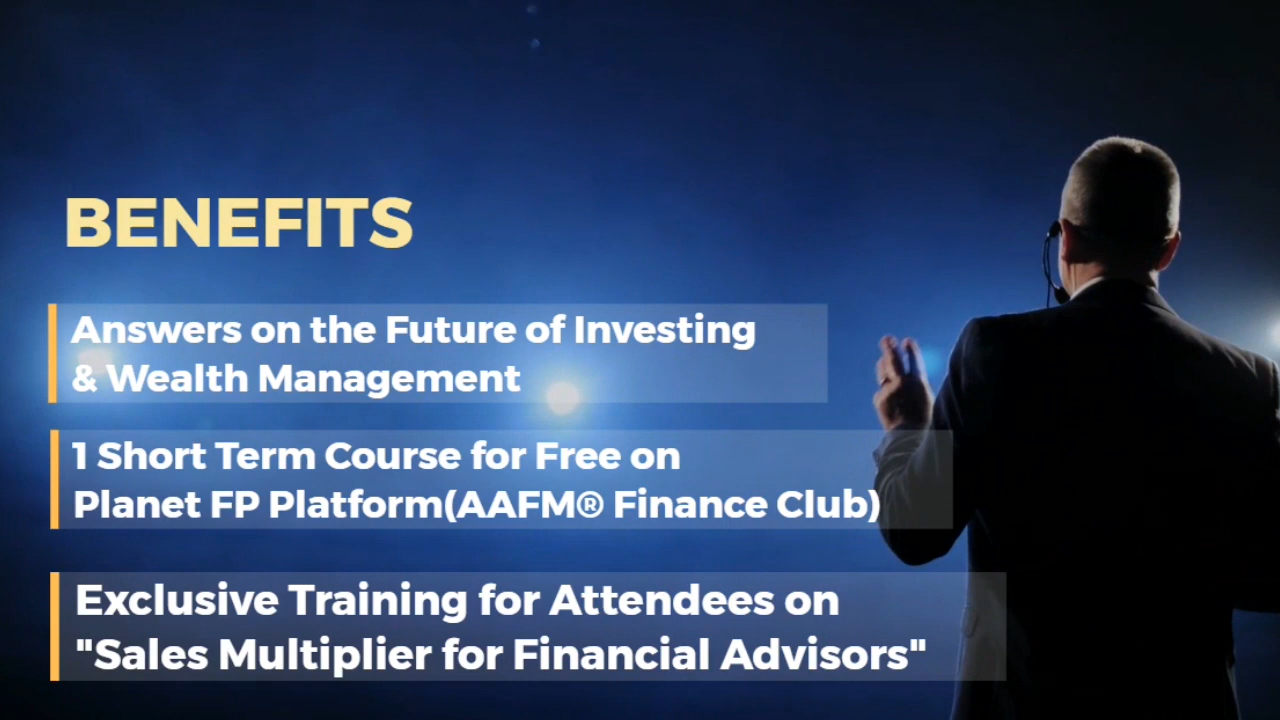 BENEFITS
Answers on the Future of Investing
& Wealth Management
1 Short Term Course for Free on
Planet FP Platform(AAFM® Finance Club)
Exclusive Training for Attendees on
"Sales Multiplier for Financial Advisors"